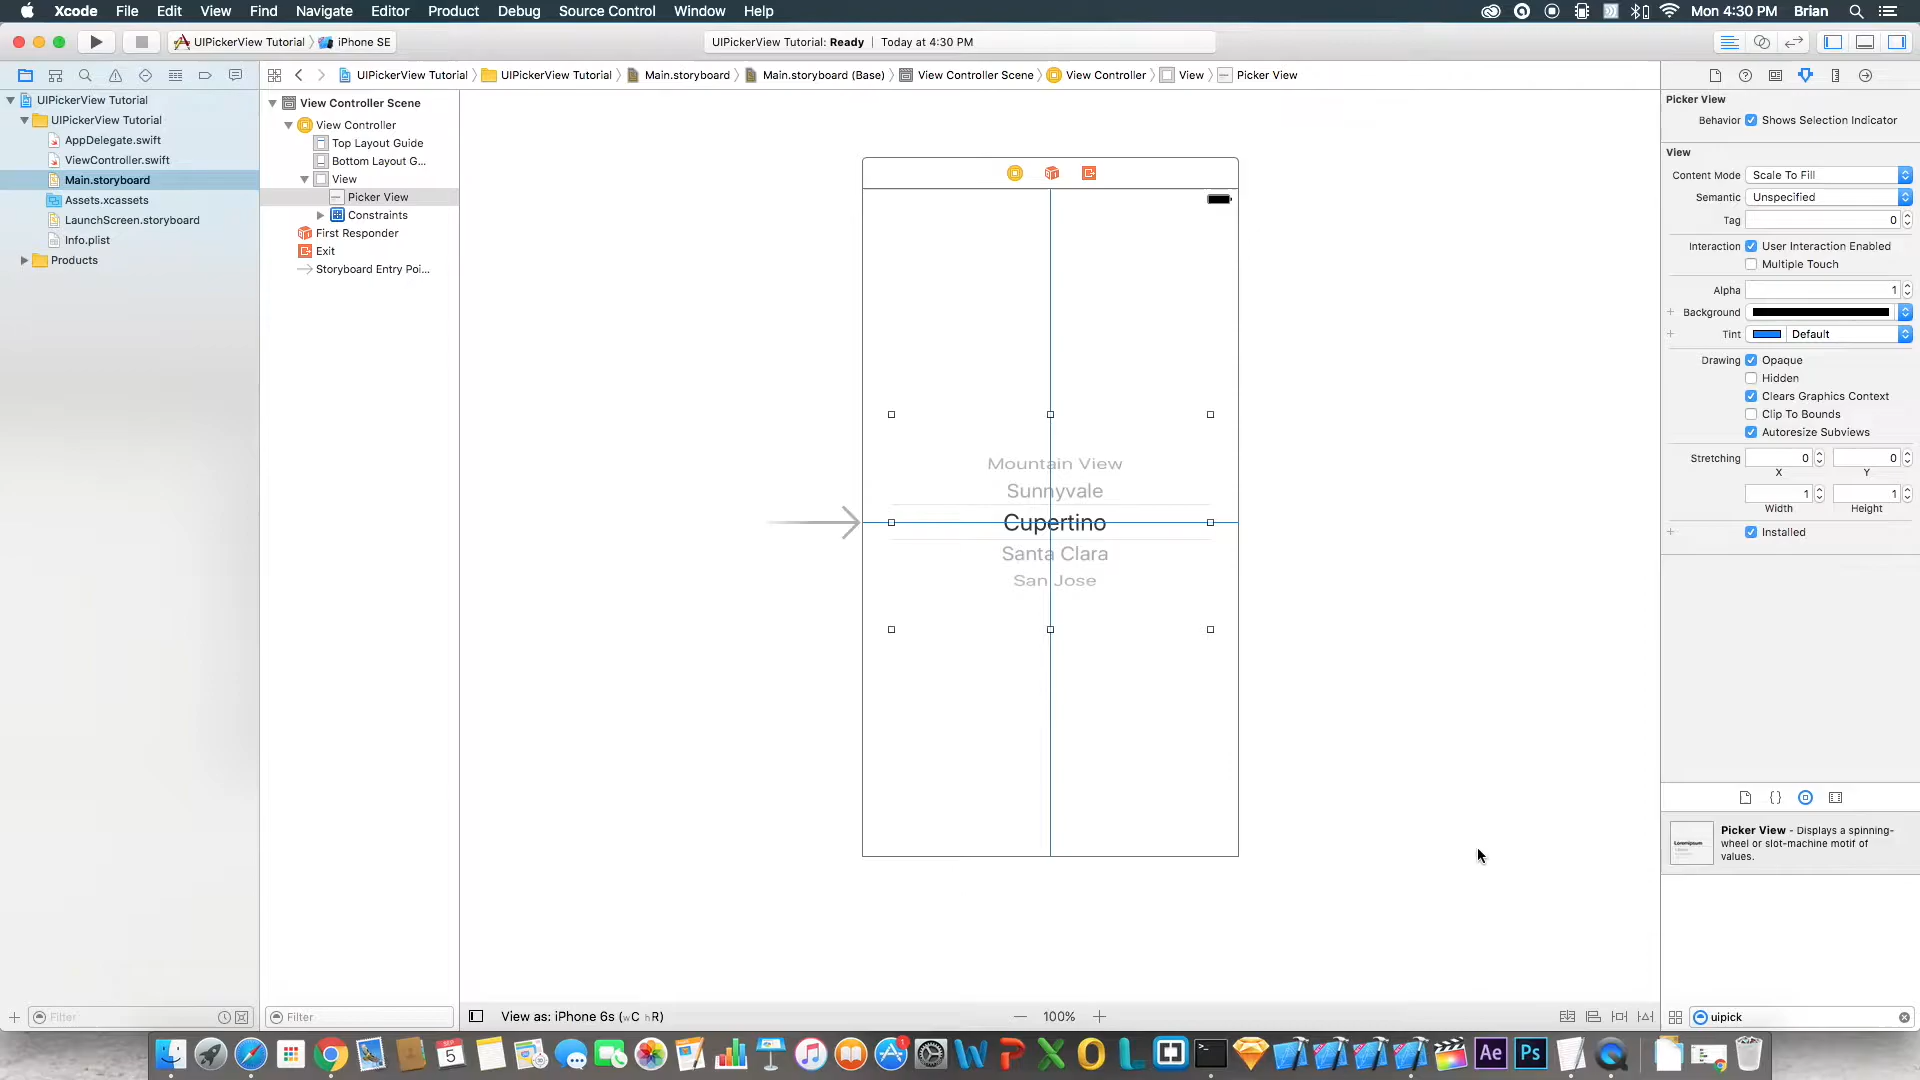 Xcode File Edit View Find Navigate Editor Product Debug Source Control Window Help Mon 4:30 PM Brian
UIPickerView Tutorial iPhone SE UIPickerView Tutorial: Ready Today at 4:30 PM
UIPickerView Tutorial UIPickerView Tutorial Main.storyboard Main.storyboard (Base) View Controller Scene View Controller View Picker View
UIPickerView Tutorial
UIPickerView Tutorial
AppDelegate.swift
ViewController.swift
Main.storyboard
Assets.xcassets
LaunchScreen.storyboard
Info.plist
Products
Filter
View Controller Scene
View Controller
Top Layout Guide
Bottom Layout G...
View
Picker View
Constraints
First Responder
Exit
Storyboard Entry Poi...
Filter
Mountain View
Sunnyvale
Cupertino
Santa Clara
San Jose
View as: iPhone 6s (wC hR)
100%
Picker View
Behavior Shows Selection Indicator
View
Content Mode Scale To Fill
Semantic Unspecified
Tag 0
Interaction User Interaction Enabled
Multiple Touch
Alpha 1
Background
Tint Default
Drawing Opaque
Hidden
Clears Graphics Context
Clip To Bounds
Autoresize Subviews
Stretching 0 0
X Y
1 1
Width Height
Installed
Picker View - Displays a spinning-
wheel or slot-machine motif of
values.
uipick
SEP
5
1
Ae Ps